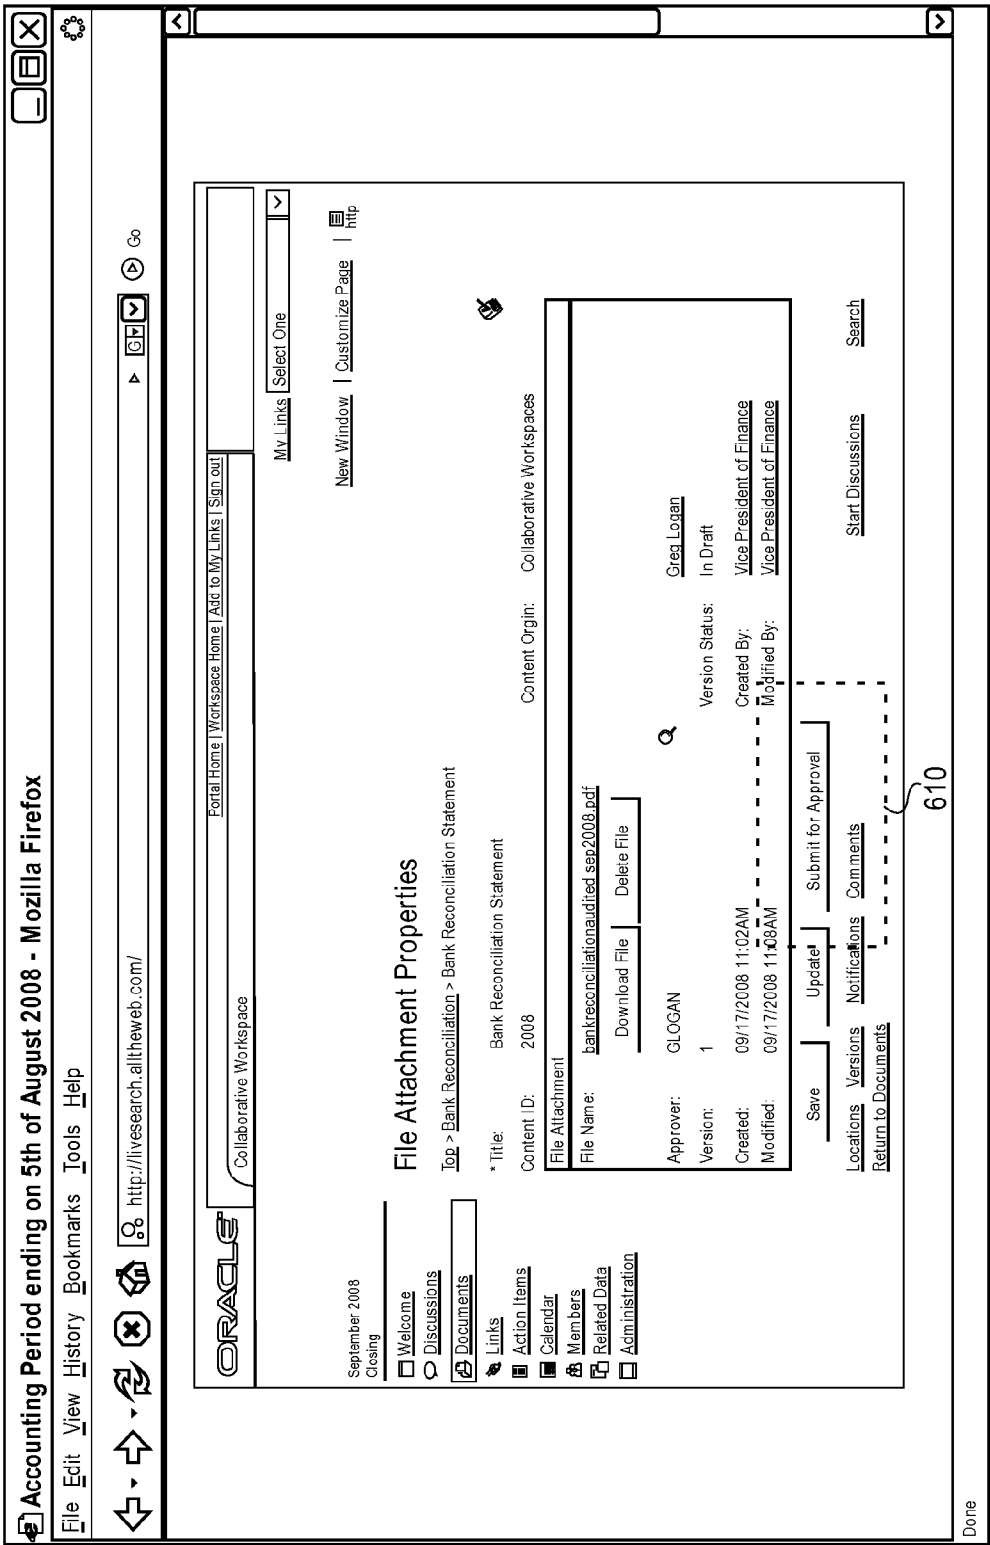 Accounting Period ending on 5th of August 2008 - Mozilla Firefox
File Edit View History Bookmarks Tools Help
http://livesearch.alltheweb.com/
G
Go
ORACLE
Portal Home | Workspace Home | Add to My Links | Sign out
Collaborative Workspace
My Links
Select One
New Window | Customize Page |
http
September 2008
Closing
Welcome
Discussions
Documents
Links
Action Items
Calendar
Members
Related Data
Administration
File Attachment Properties
Top > Bank Reconciliation > Bank Reconciliation Statement
* Title: Bank Reconciliation Statement
Content ID: 2008 Content Orgin: Collaborative Workspaces
File Attachment
File Name: bankreconciliationaudited sep2008.pdf
Download File Delete File
Approver: GLOGAN Greg Logan
Version: 1 Version Status: In Draft
Created: 09/17/2008 11:02AM Created By: Vice President of Finance
Modified: 09/17/2008 11:08AM Modified By: Vice President of Finance
Save Update Submit for Approval
Locations Versions Notifications Comments Start Discussions Search
Return to Documents
610
Done